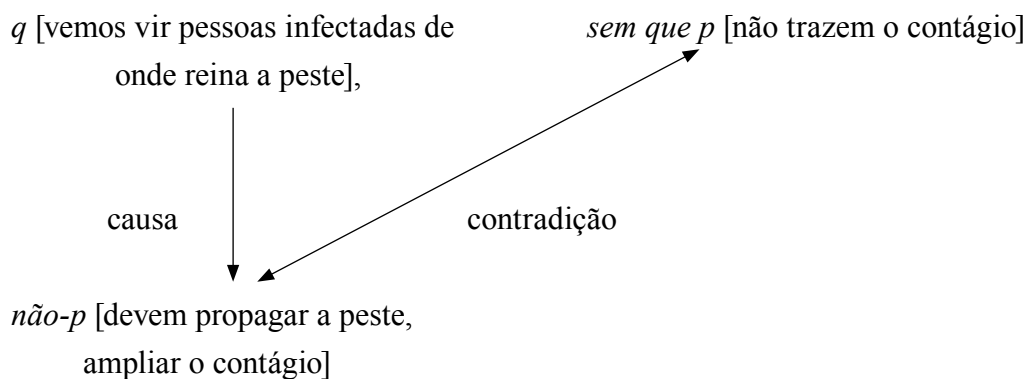 q [vemos vir pessoas infectadas de
onde reina a peste],
sem que p [não trazem o contágio]
causa
contradição
não-p [devem propagar a peste,
ampliar o contágio]